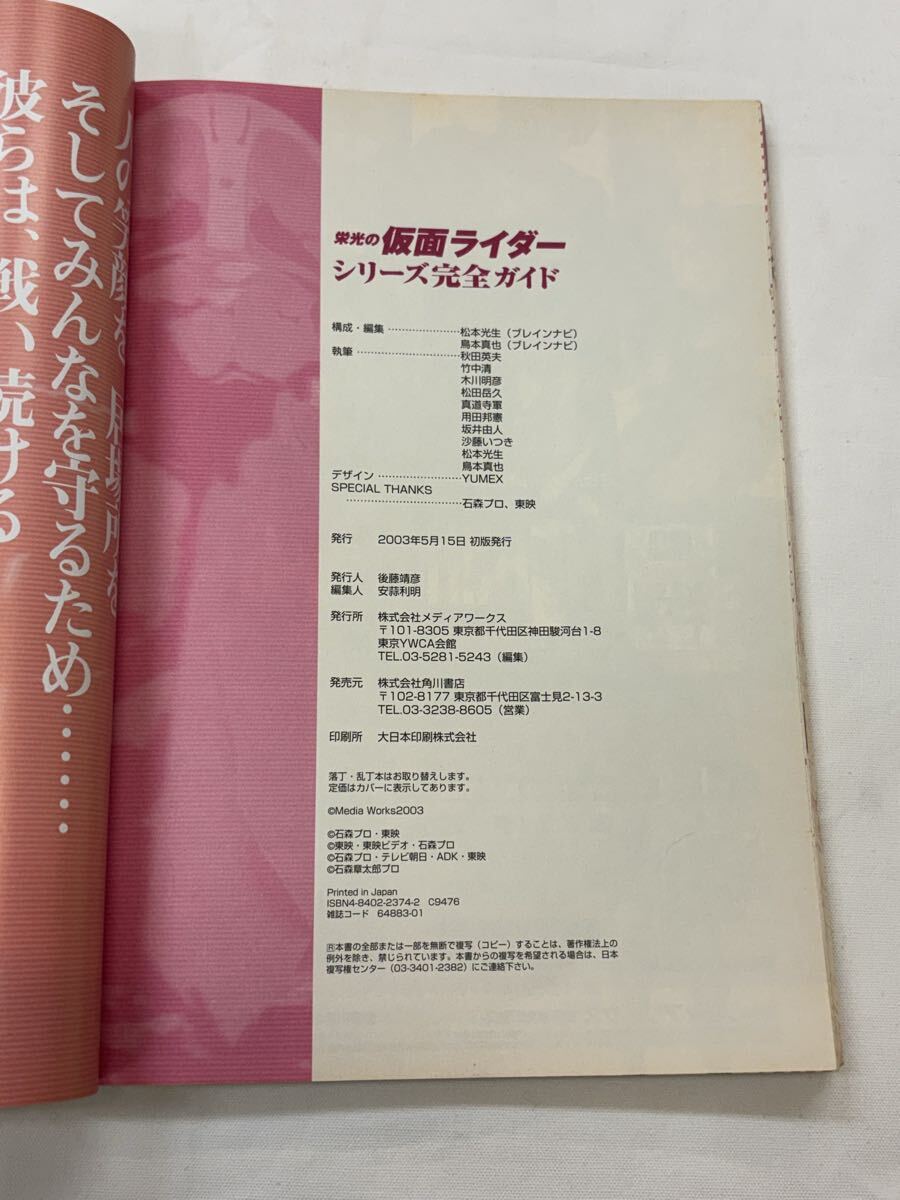 そしてみんなを守るため………
彼らは、戦い続ける
栄光の仮面ライダー
シリーズ完全ガイド
構成・編集 ………………… 松本光生(ブレインナビ)
鳥本真也(ブレインナビ)
執筆 ………………………… 秋田英夫
竹中清
木川明彦
松田岳久
真道寺軍
用田邦憲
坂井由人
沙藤いつき
松本光生
鳥本真也
デザイン …………………… YUMEX
SPECIAL THANKS
…………………………… 石森プロ、東映
発行 2003年5月15日 初版発行
発行人 後藤靖彦
編集人 安蒜利明
発行所 株式会社メディアワークス
〒101-8305 東京都千代田区神田駿河台1-8
東京YWCA会館
TEL.03-5281-5243(編集)
発売元 株式会社角川書店
〒102-8177 東京都千代田区富士見2-13-3
TEL.03-3238-8605(営業)
印刷所 大日本印刷株式会社
落丁・乱丁本はお取り替えします。
定価はカバーに表示してあります。
©Media Works2003
©石森プロ・東映
©東映・東映ビデオ・石森プロ
©石森プロ・テレビ朝日・ADK・東映
©石森章太郎プロ
Printed in Japan
ISBN4-8402-2374-2 C9476
雑誌コード 64883-01
Ⓡ本書の全部または一部を無断で複写(コピー)することは、著作権法上の
例外を除き、禁じられています。本書からの複写を希望される場合は、日本
複写権センター(03-3401-2382)にご連絡下さい。